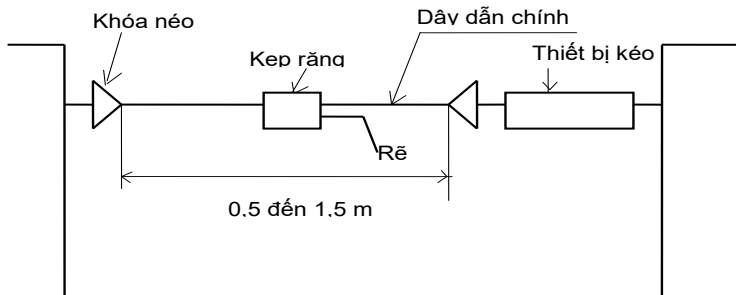 Khóa néo
Dây dẫn chính
Kẹp răng
Thiết bị kéo
Rẽ
0,5 đến 1,5 m